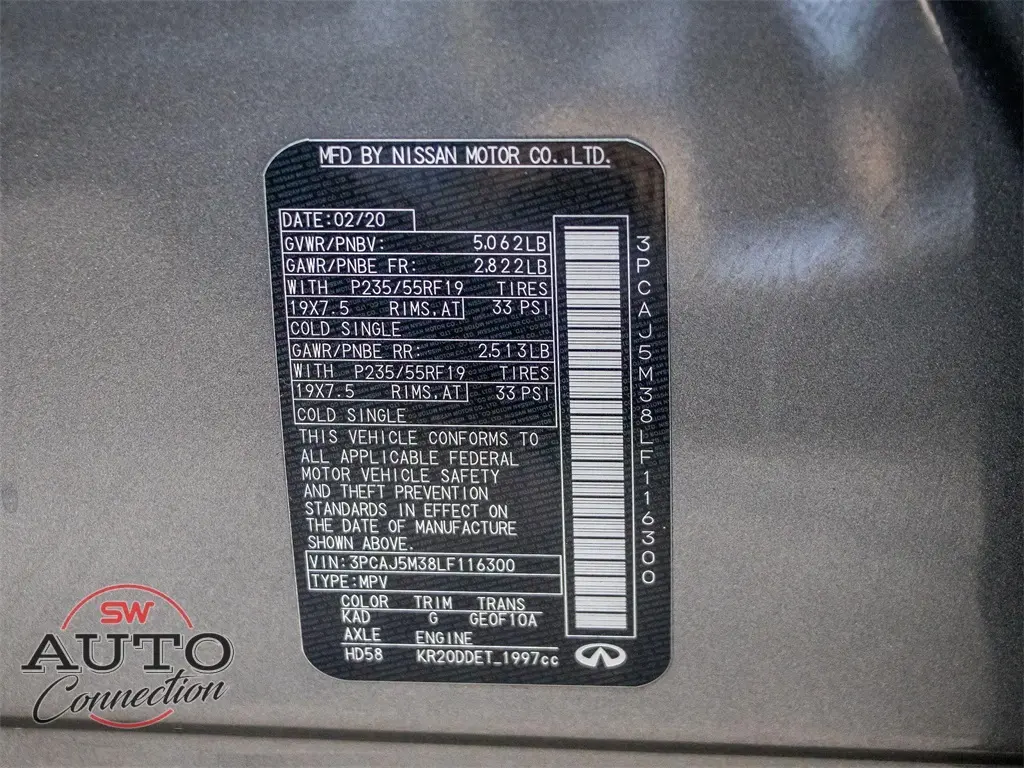 MFD BY NISSAN MOTOR CO.,LTD.
DATE:02/20
GVWR/PNBV: 5.062LB
GAWR/PNBE FR: 2.822LB
WITH P235/55RF19 TIRES
19X7.5 RIMS,AT 33 PSI
COLD SINGLE
GAWR/PNBE RR: 2.513LB
WITH P235/55RF19 TIRES
19X7.5 RIMS,AT 33 PSI
COLD SINGLE
THIS VEHICLE CONFORMS TO
ALL APPLICABLE FEDERAL
MOTOR VEHICLE SAFETY
AND THEFT PREVENTION
STANDARDS IN EFFECT ON
THE DATE OF MANUFACTURE
SHOWN ABOVE.
VIN:3PCAJ5M38LF116300
TYPE:MPV
COLOR TRIM TRANS
KAD G GE0F10A
AXLE ENGINE
HD58 KR20DDET_1997cc
3PCAJ5M38LF116300
SW
AUTO
Connection